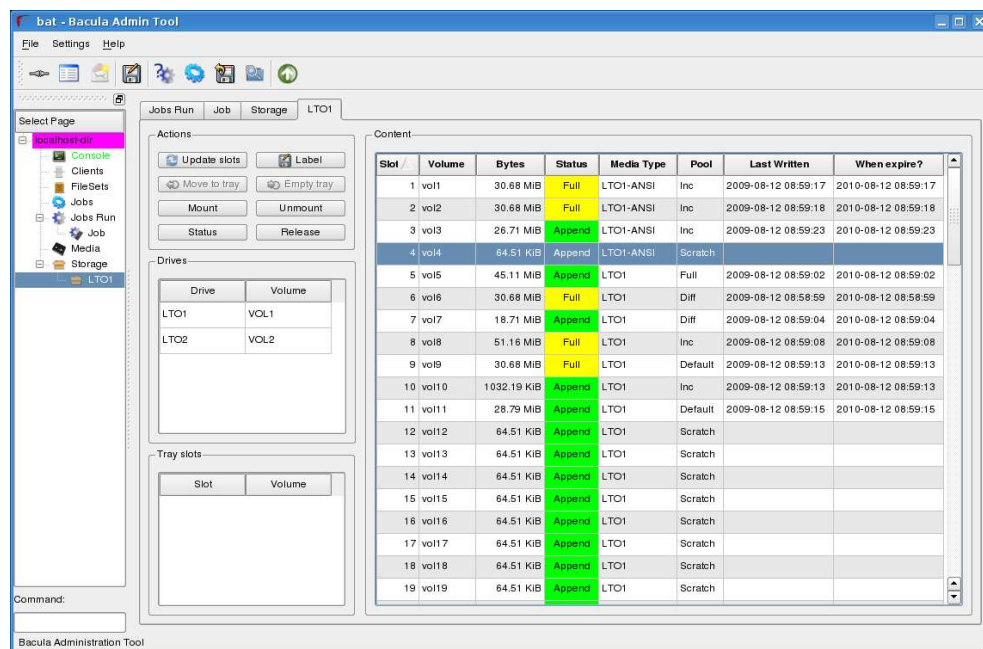 bat - Bacula Admin Tool
File Settings Help
Select Page
localhost-dir
Console
Clients
FileSets
Jobs
Jobs Run
Job
Media
Storage
LTO1
Command:
Bacula Administration Tool
Jobs Run Job Storage LTO1
Actions
Update slots Label
Move to tray Empty tray
Mount Unmount
Status Release
Drives
Drive Volume
LTO1 VOL1
LTO2 VOL2
Tray slots
Slot Volume
Content
Slot Volume Bytes Status Media Type Pool Last Written When expire?
1 vol1 30.68 MiB Full LTO1-ANSI Inc 2009-08-12 08:59:17 2010-08-12 08:59:17
2 vol2 30.68 MiB Full LTO1-ANSI Inc 2009-08-12 08:59:18 2010-08-12 08:59:18
3 vol3 26.71 MiB Append LTO1-ANSI Inc 2009-08-12 08:59:23 2010-08-12 08:59:23
4 vol4 64.51 KiB Append LTO1-ANSI Scratch
5 vol5 45.11 MiB Append LTO1 Full 2009-08-12 08:59:02 2010-08-12 08:59:02
6 vol6 30.68 MiB Full LTO1 Diff 2009-08-12 08:58:59 2010-08-12 08:58:59
7 vol7 18.71 MiB Append LTO1 Diff 2009-08-12 08:59:04 2010-08-12 08:59:04
8 vol8 51.16 MiB Full LTO1 Inc 2009-08-12 08:59:08 2010-08-12 08:59:08
9 vol9 30.68 MiB Full LTO1 Default 2009-08-12 08:59:13 2010-08-12 08:59:13
10 vol10 1032.19 KiB Append LTO1 Inc 2009-08-12 08:59:13 2010-08-12 08:59:13
11 vol11 28.79 MiB Append LTO1 Default 2009-08-12 08:59:15 2010-08-12 08:59:15
12 vol12 64.51 KiB Append LTO1 Scratch
13 vol13 64.51 KiB Append LTO1 Scratch
14 vol14 64.51 KiB Append LTO1 Scratch
15 vol15 64.51 KiB Append LTO1 Scratch
16 vol16 64.51 KiB Append LTO1 Scratch
17 vol17 64.51 KiB Append LTO1 Scratch
18 vol18 64.51 KiB Append LTO1 Scratch
19 vol19 64.51 KiB Append LTO1 Scratch